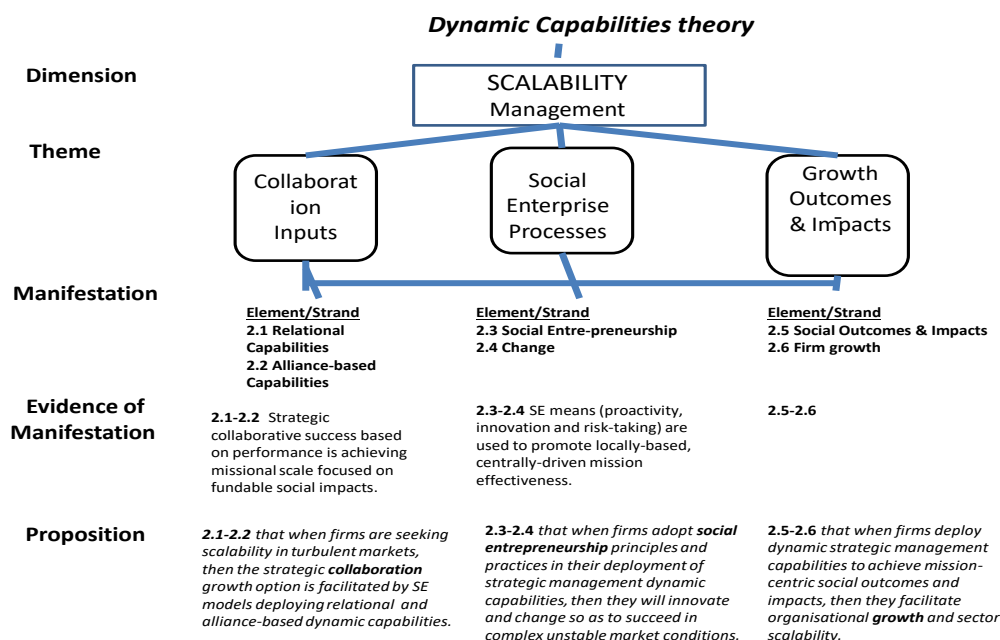 Dynamic Capabilities theory
Dimension
SCALABILITY
Management
Theme
Collaborat
ion
Inputs
Social
Enterprise
Processes
Growth
Outcomes
& Impacts
Manifestation
Element/Strand
2.1 Relational
Capabilities
2.2 Alliance-based
Capabilities
Element/Strand
2.3 Social Entre-preneurship
2.4 Change
Element/Strand
2.5 Social Outcomes & Impacts
2.6 Firm growth
Evidence of
Manifestation
2.1-2.2 Strategic
collaborative success based
on performance is achieving
missional scale focused on
fundable social impacts.
2.3-2.4 SE means (proactivity,
innovation and risk-taking) are
used to promote locally-based,
centrally-driven mission
effectiveness.
2.5-2.6
Proposition
2.1-2.2 that when firms are seeking
scalability in turbulent markets,
then the strategic collaboration
growth option is facilitated by SE
models deploying relational and
alliance-based dynamic capabilities.
2.3-2.4 that when firms adopt social
entrepreneurship principles and
practices in their deployment of
strategic management dynamic
capabilities, then they will innovate
and change so as to succeed in
complex unstable market conditions.
2.5-2.6 that when firms deploy
dynamic strategic management
capabilities to achieve mission-
centric social outcomes and
impacts, then they facilitate
organisational growth and sector
scalability.